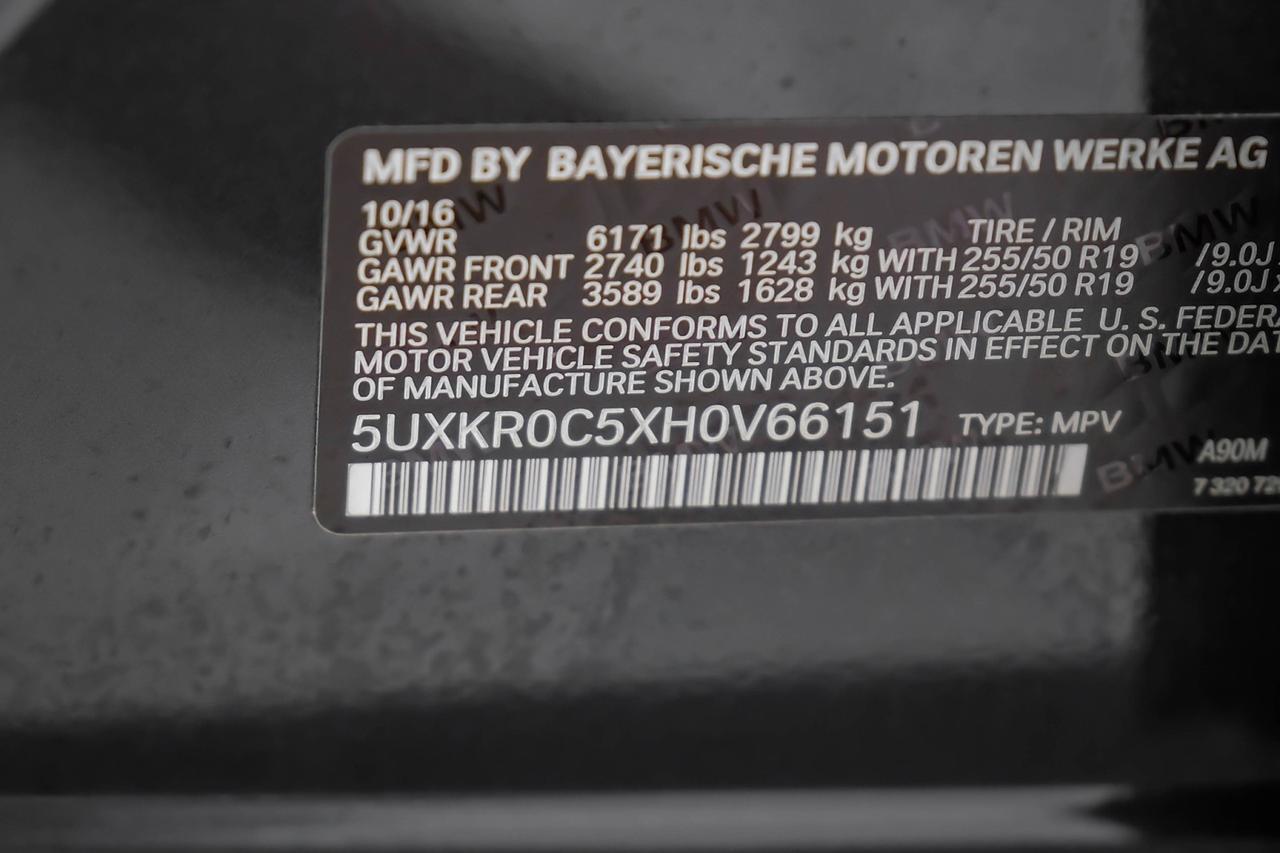 MFD BY BAYERISCHE MOTOREN WERKE AG
10/16
GVWR 6171 lbs 2799 kg TIRE / RIM
GAWR FRONT 2740 lbs 1243 kg WITH 255/50 R19 /9.0J
GAWR REAR 3589 lbs 1628 kg WITH 255/50 R19 /9.0J
THIS VEHICLE CONFORMS TO ALL APPLICABLE U. S. FEDERA
MOTOR VEHICLE SAFETY STANDARDS IN EFFECT ON THE DAT
OF MANUFACTURE SHOWN ABOVE.
5UXKR0C5XH0V66151 TYPE: MPV
A90M
7 320 72